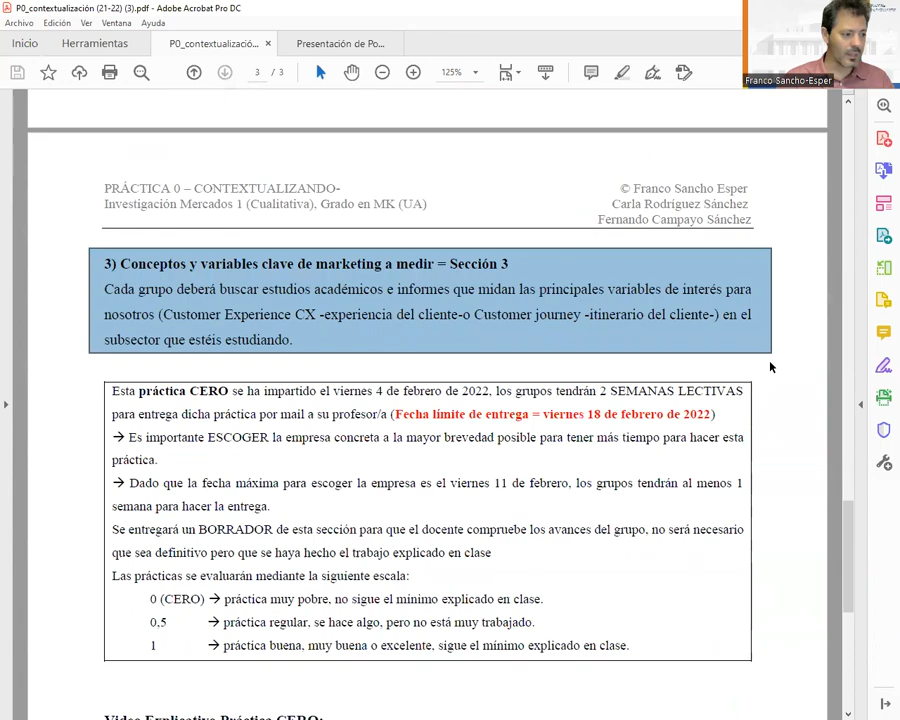 P0_contextualización (21-22) (3).pdf - Adobe Acrobat Pro DC
Archivo Edición Ver Ventana Ayuda
Inicio Herramientas P0_contextualizació... × Presentación de Po...
3 / 3 125%
Franco Sancho-Esper
PRÁCTICA 0 – CONTEXTUALIZANDO-
Investigación Mercados 1 (Cualitativa), Grado en MK (UA)
© Franco Sancho Esper
Carla Rodríguez Sánchez
Fernando Campayo Sánchez
3) Conceptos y variables clave de marketing a medir = Sección 3
Cada grupo deberá buscar estudios académicos e informes que midan las principales variables de interés para
nosotros (Customer Experience CX -experiencia del cliente-o Customer journey -itinerario del cliente-) en el
subsector que estéis estudiando.
Esta práctica CERO se ha impartido el viernes 4 de febrero de 2022, los grupos tendrán 2 SEMANAS LECTIVAS
para entrega dicha práctica por mail a su profesor/a (Fecha límite de entrega = viernes 18 de febrero de 2022)
→ Es importante ESCOGER la empresa concreta a la mayor brevedad posible para tener más tiempo para hacer esta
práctica.
→ Dado que la fecha máxima para escoger la empresa es el viernes 11 de febrero, los grupos tendrán al menos 1
semana para hacer la entrega.
Se entregará un BORRADOR de esta sección para que el docente compruebe los avances del grupo, no será necesario
que sea definitivo pero que se haya hecho el trabajo explicado en clase
Las prácticas se evaluarán mediante la siguiente escala:
0 (CERO) → práctica muy pobre, no sigue el mínimo explicado en clase.
0,5 → práctica regular, se hace algo, pero no está muy trabajado.
1 → práctica buena, muy buena o excelente, sigue el mínimo explicado en clase.
Video Explicativo Práctica CERO: